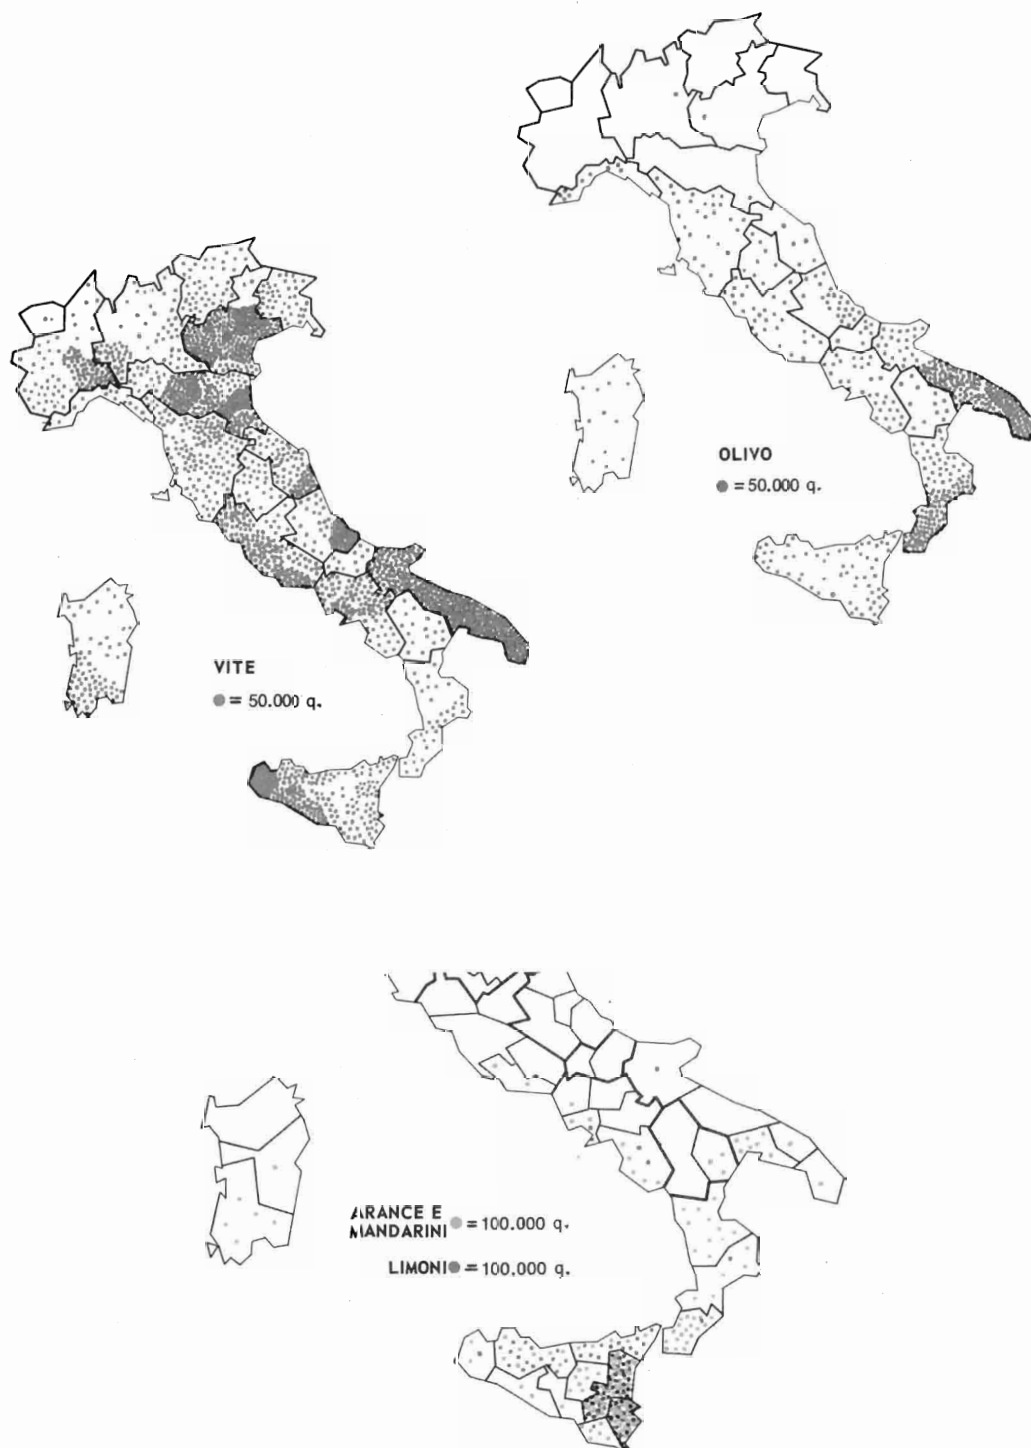 OLIVO
= 50.000 q.
VITE
= 50.000 q.
ARANCE E
MANDARINI = 100.000 q.
LIMONI = 100,000 q.